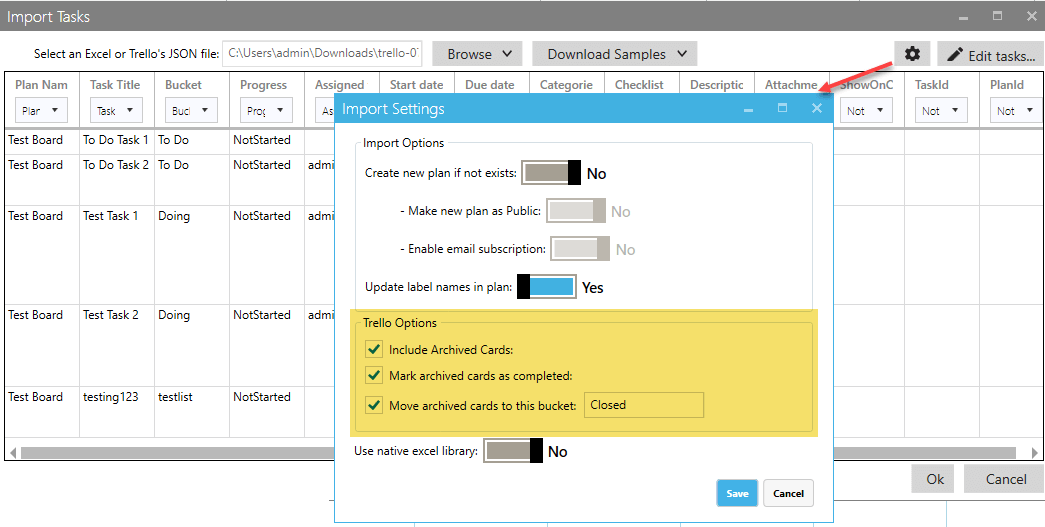 Import Tasks
Select an Excel or Trello's JSON file: C:\Users\admin\Downloads\trello-0 Browse Download Samples Edit tasks...
Plan Nam Task Title Bucket Progress Assigned Start date Due date Categorie Checklist Descriptic Attachme ShowOnC TaskId PlanId
Plar Task Buci Prog As Not Not Not
Import Settings
Test Board To Do Task 1 To Do NotStarted
Test Board To Do Task 2 To Do NotStarted admi
Test Board Test Task 1 Doing NotStarted admi
Test Board Test Task 2 Doing NotStarted admi
Test Board testing123 testlist NotStarted
Import Options
Create new plan if not exists: No
- Make new plan as Public: No
- Enable email subscription: No
Update label names in plan: Yes
Trello Options
Include Archived Cards:
Mark archived cards as completed:
Move archived cards to this bucket: Closed
Use native excel library: No
Save Cancel
Ok Cancel